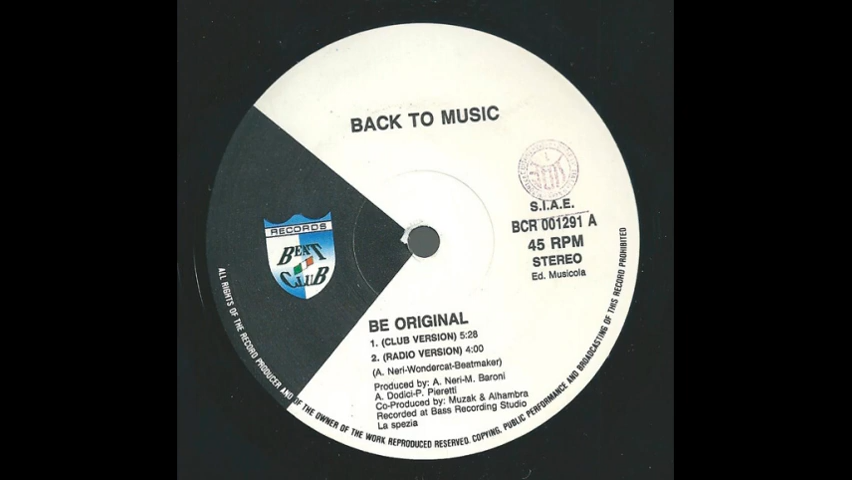 BACK TO MUSIC
S.I.A.E.
BCR 001291 A
45 RPM
STEREO
Ed. Musicola
RECORDS
BEAT
CLUB
BE ORIGINAL
1. (CLUB VERSION) 5:28
2. (RADIO VERSION) 4:00
(A. Neri-Wondercat-Beatmaker)
Produced by: A. Neri-M. Baroni
A. Dodici-P. Pieretti
Co-Produced by: Muzak & Alhambra
Recorded at Bass Recording Studio
La spezia
ALL RIGHTS OF THE RECORD PRODUCER AND OF THE OWNER OF THE WORK REPRODUCED RESERVED. COPYING, PUBLIC PERFORMANCE AND BROADCASTING OF THIS RECORD PROHIBITED